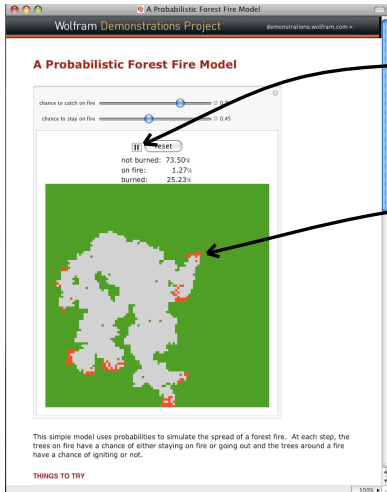 A Probabilistic Forest Fire Model
Wolfram Demonstrations Project
demonstrations.wolfram.com »
A Probabilistic Forest Fire Model
chance to catch on fire
chance to stay on fire 0.45
reset
not burned: 73.50%
on fire: 1.27%
burned: 25.23%
This simple model uses probabilities to simulate the spread of a forest fire. At each step, the
trees on fire have a chance of either staying on fire or going out and the trees around a fire
have a chance of igniting or not.
THINGS TO TRY
100%